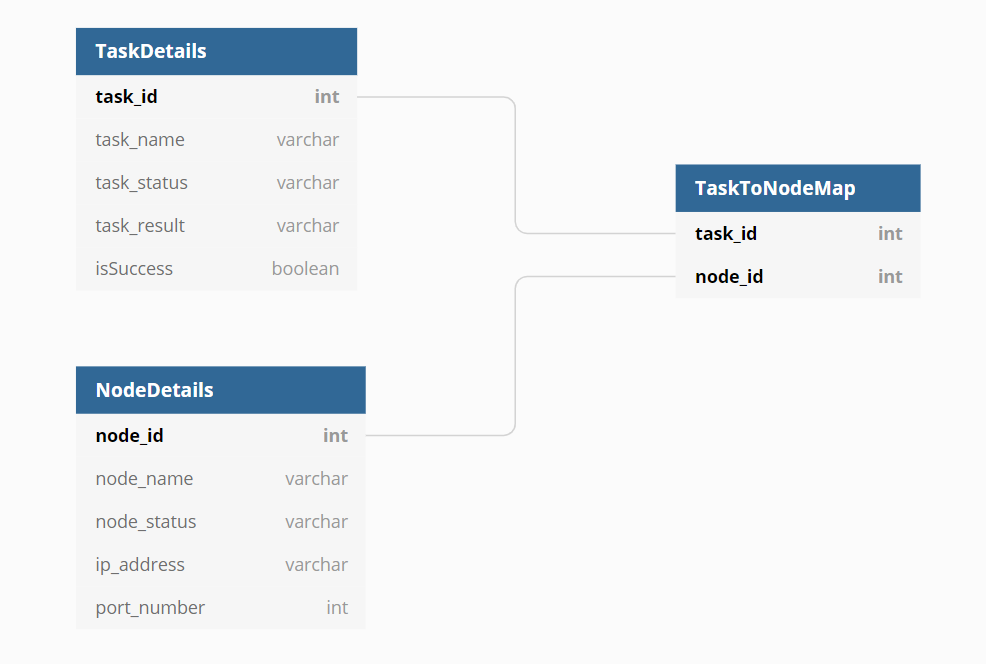 TaskDetails
task_id int
task_name varchar
task_status varchar
task_result varchar
isSuccess boolean
TaskToNodeMap
task_id int
node_id int
NodeDetails
node_id int
node_name varchar
node_status varchar
ip_address varchar
port_number int